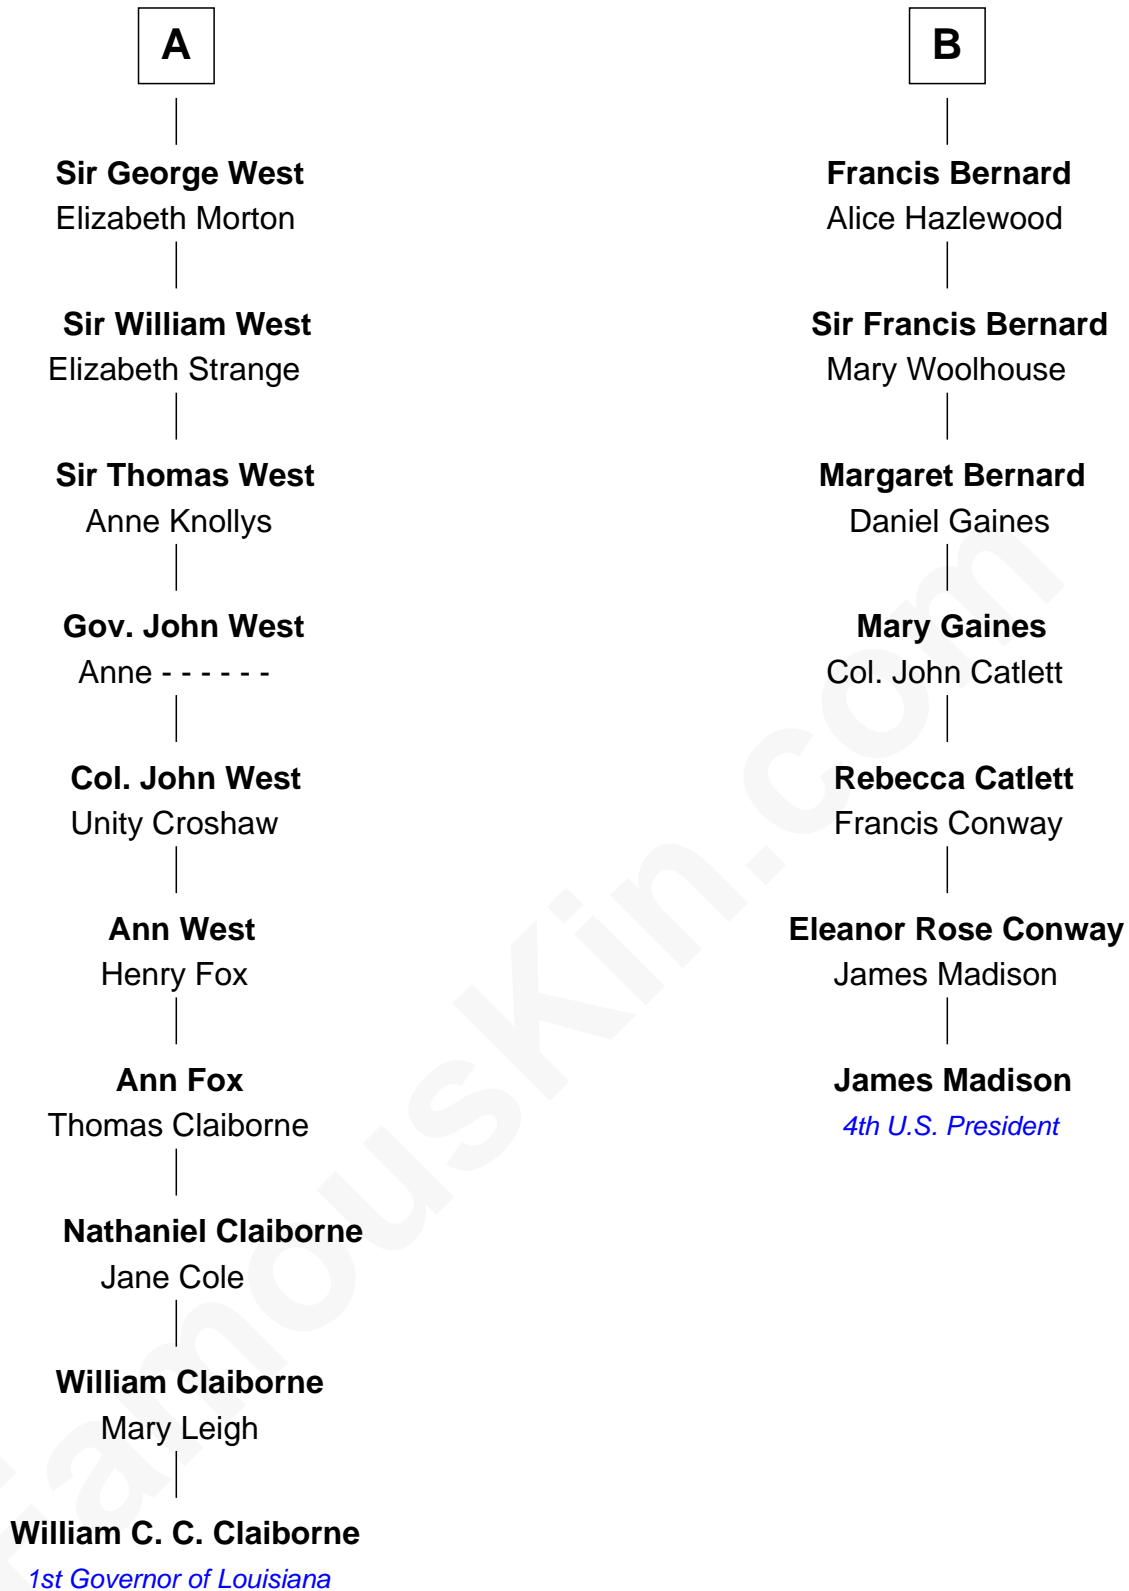 A
Sir George West
Elizabeth Morton
Sir William West
Elizabeth Strange
Sir Thomas West
Anne Knollys
Gov. John West
Anne - - - - - -
Col. John West
Unity Croshaw
Ann West
Henry Fox
Ann Fox
Thomas Claiborne
Nathaniel Claiborne
Jane Cole
William Claiborne
Mary Leigh
William C. C. Claiborne
1st Governor of Louisiana
B
Francis Bernard
Alice Hazlewood
Sir Francis Bernard
Mary Woolhouse
Margaret Bernard
Daniel Gaines
Mary Gaines
Col. John Catlett
Rebecca Catlett
Francis Conway
Eleanor Rose Conway
James Madison
James Madison
4th U.S. President
FamousKin.com